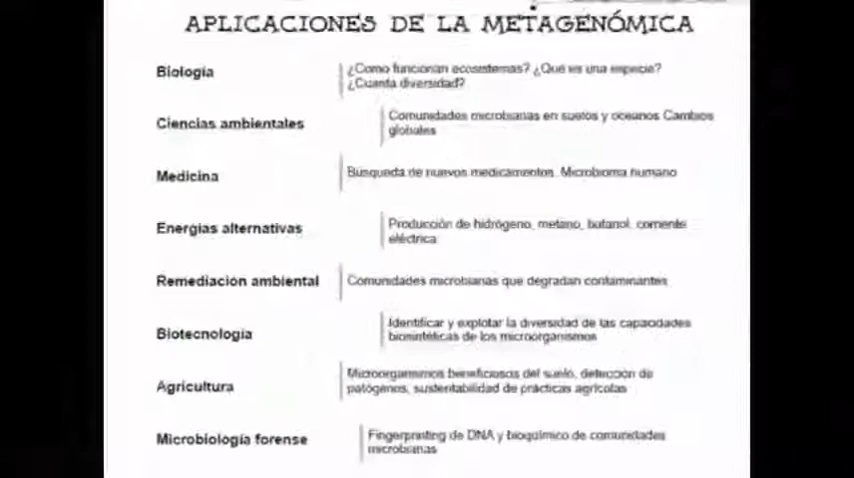 APLICACIONES DE LA METAGENÓMICA
Biología
¿Como funcionan ecosistemas? ¿Qué es una especie?
¿Cuanta diversidad?
Ciencias ambientales
Comunidades microbianas en suelos y oceanos Cambios
globales
Medicina
Búsqueda de nuevos medicamentos. Microbioma humano
Energías alternativas
Producción de hidrógeno, metano, butanol, corriente
eléctrica
Remediación ambiental
Comunidades microbianas que degradan contaminantes
Biotecnología
Identificar y explotar la diversidad de las capacidades
biosintéticas de los microorganismos
Agricultura
Microorganismos beneficiosos del suelo, detección de
patógenos, sustentabilidad de prácticas agrícolas
Microbiología forense
Fingerprinting de DNA y bioquímico de comunidades
microbianas